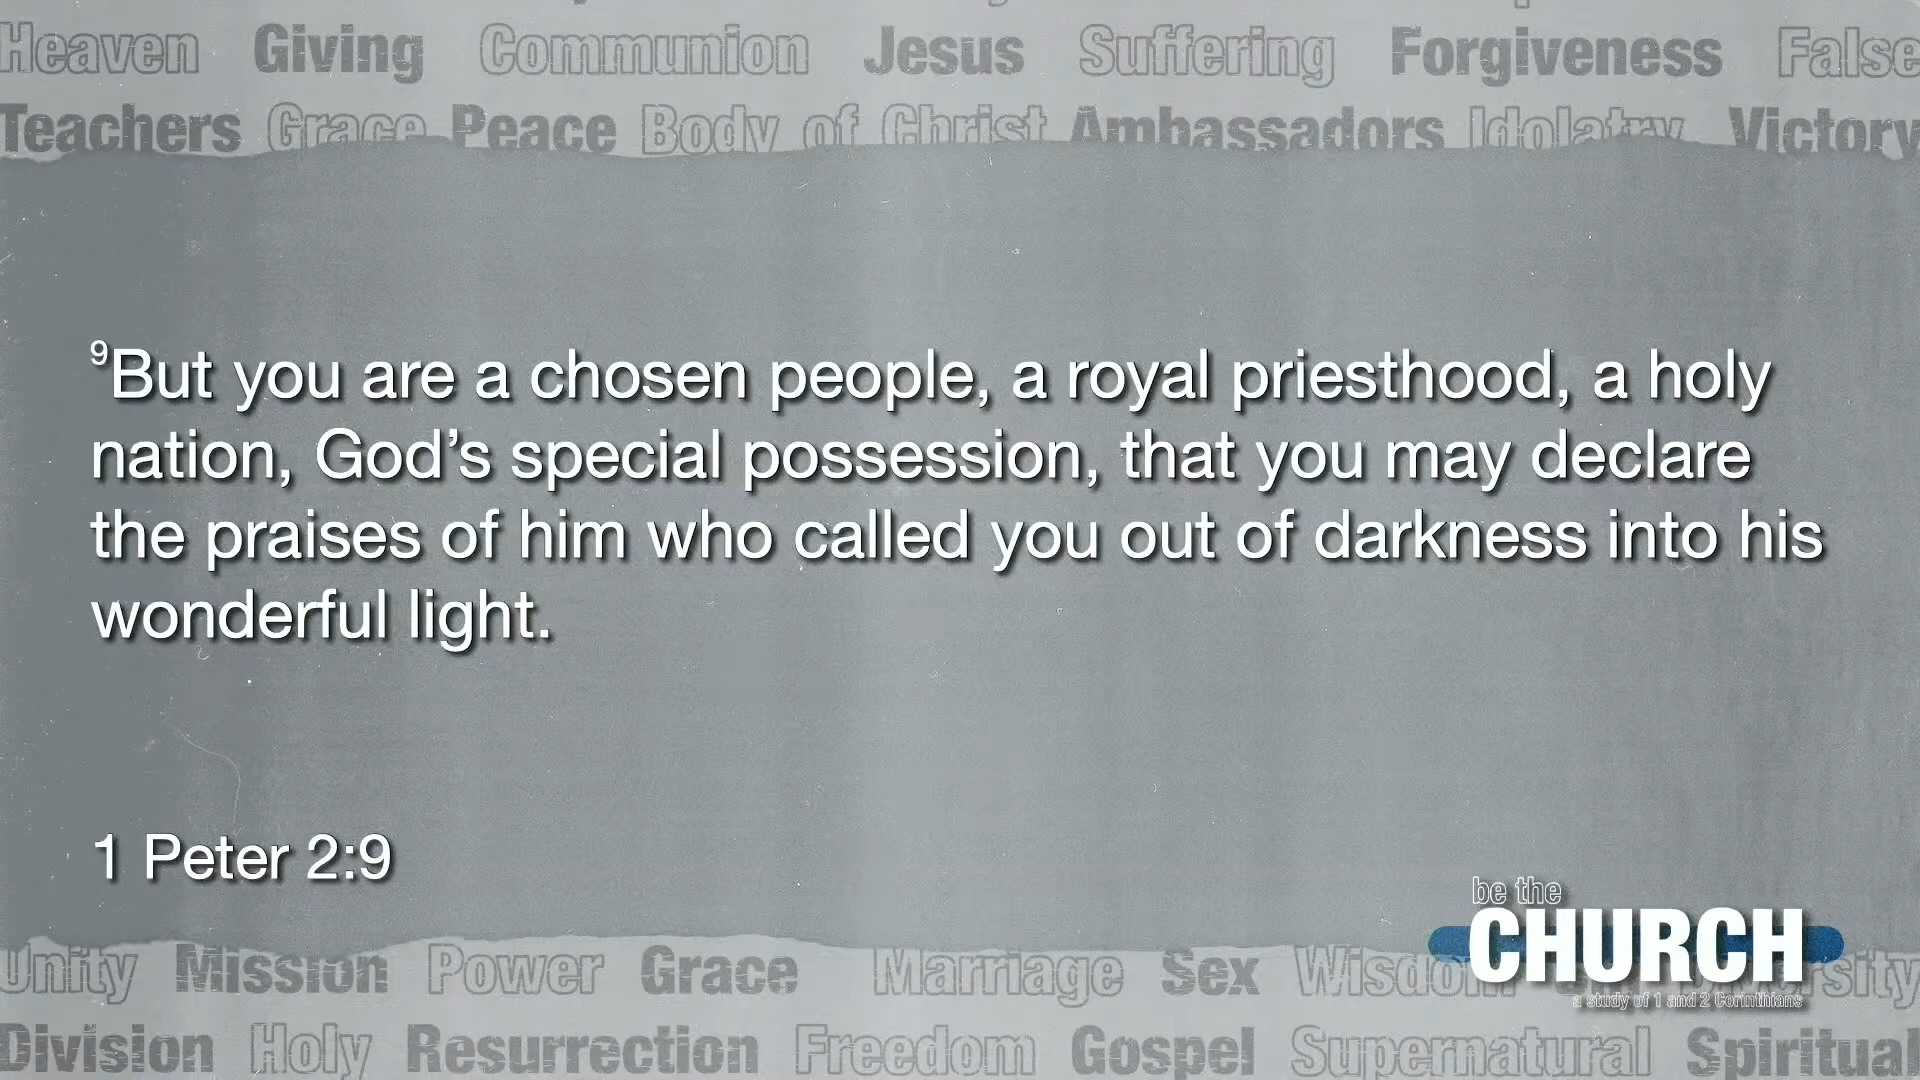 Heaven Giving Communion Jesus Suffering Forgiveness False
Teachers Grace Peace Body of Christ Ambassadors Idolatry Victory
⁹But you are a chosen people, a royal priesthood, a holy
nation, God’s special possession, that you may declare
the praises of him who called you out of darkness into his
wonderful light.
1 Peter 2:9
be the
CHURCH
a study of 1 and 2 Corinthians
Unity Mission Power Grace Marriage Sex
Division Holy Resurrection Freedom Gospel Supernatural Spiritual